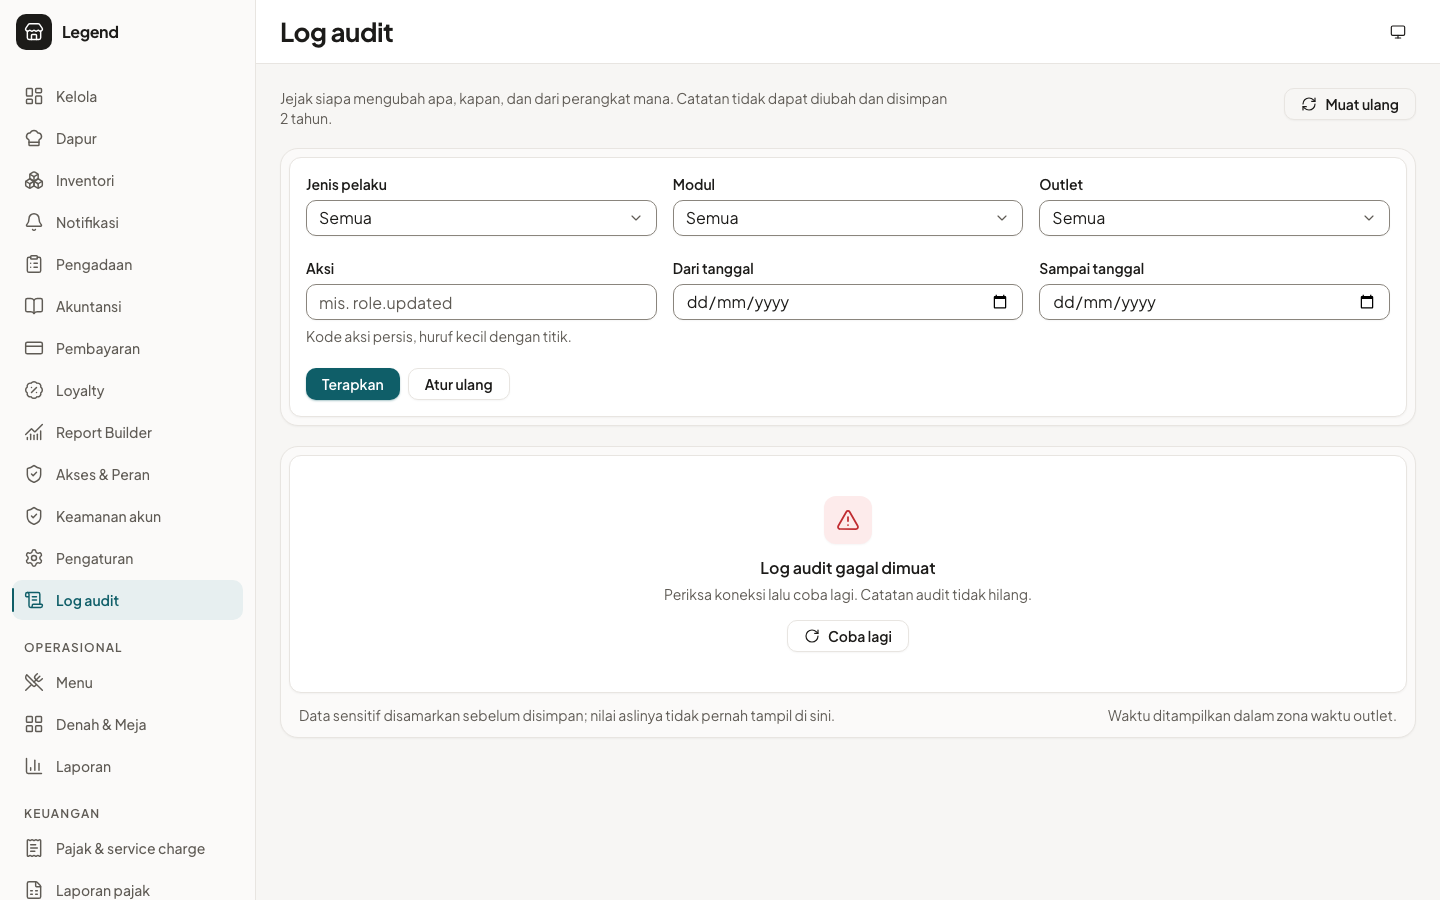 Legend
Kelola
Dapur
Inventori
Notifikasi
Pengadaan
Akuntansi
Pembayaran
Loyalty
Report Builder
Akses & Peran
Keamanan akun
Pengaturan
Log audit
OPERASIONAL
Menu
Denah & Meja
Laporan
KEUANGAN
Pajak & service charge
Laporan pajak
Log audit
Jejak siapa mengubah apa, kapan, dan dari perangkat mana. Catatan tidak dapat diubah dan disimpan
2 tahun.
Muat ulang
Jenis pelaku
Modul
Outlet
Semua
Semua
Semua
Aksi
Dari tanggal
Sampai tanggal
mis. role.updated
dd/mm/yyyy
dd/mm/yyyy
Kode aksi persis, huruf kecil dengan titik.
Terapkan
Atur ulang
Log audit gagal dimuat
Periksa koneksi lalu coba lagi. Catatan audit tidak hilang.
Coba lagi
Data sensitif disamarkan sebelum disimpan; nilai aslinya tidak pernah tampil di sini.
Waktu ditampilkan dalam zona waktu outlet.